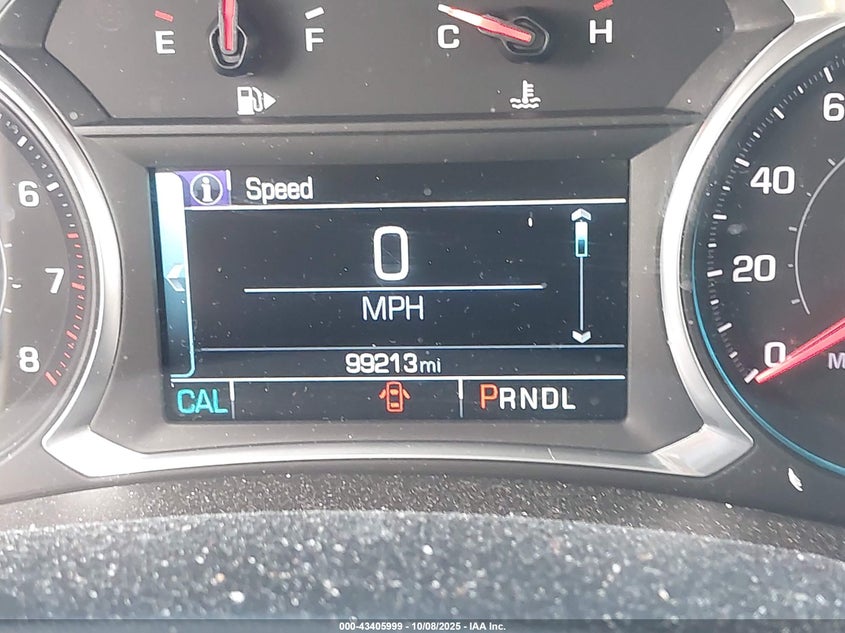 E F C H
6
7
8
6
40
20
0
M
Speed
0
MPH
99213mi
CAL
PRNDL
000-43405999 - 10/08/2025 - IAA Inc.